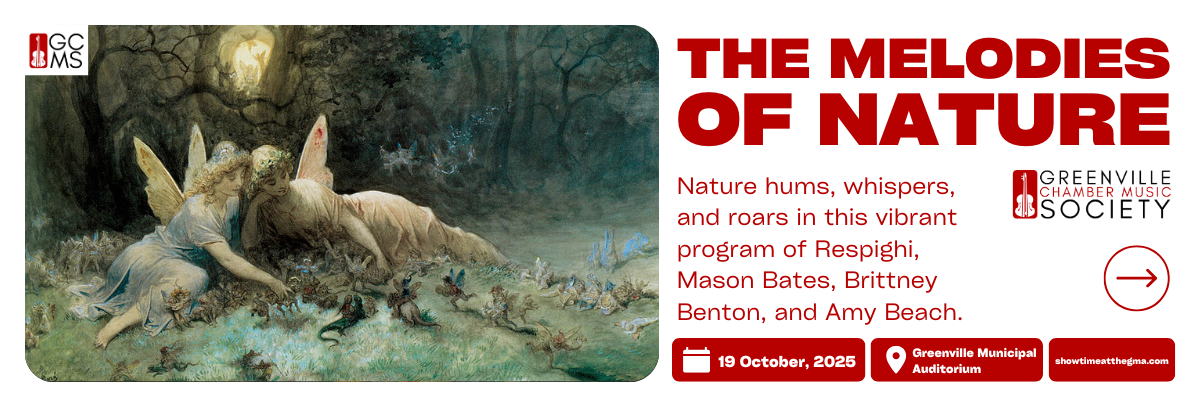 GC
MS
THE MELODIES
OF NATURE
Nature hums, whispers,
and roars in this vibrant
program of Respighi,
Mason Bates, Brittney
Benton, and Amy Beach.
GREENVILLE
CHAMBER MUSIC
SOCIETY
19 October, 2025
Greenville Municipal
Auditorium
showtimeatthegma.com